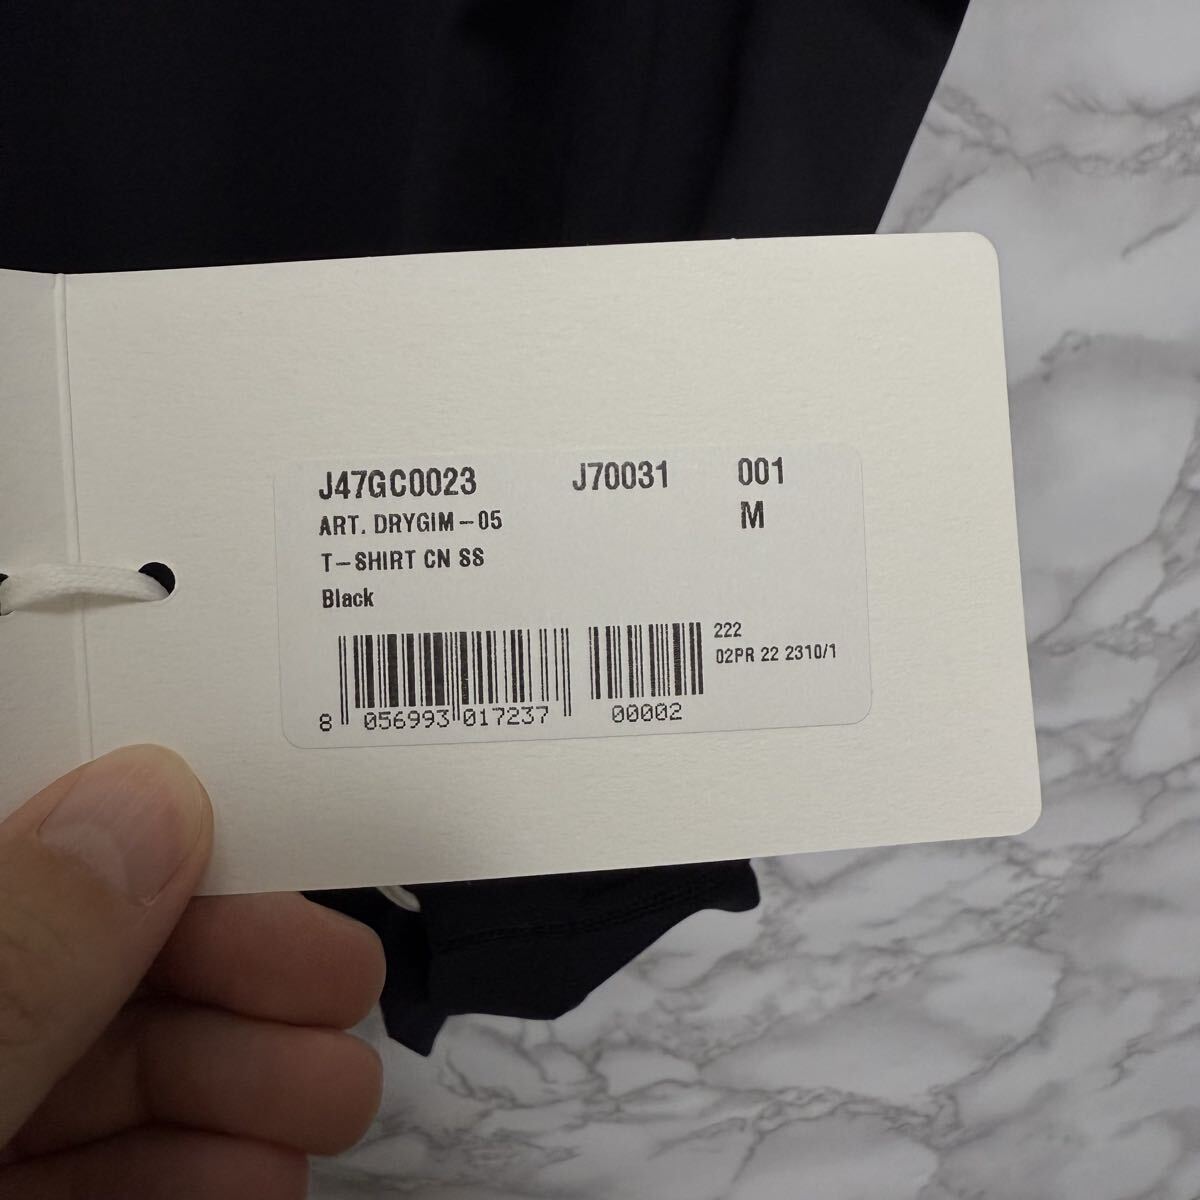 J47GC0023 J70031 001
ART. DRYGIM-05 M
T-SHIRT CN SS
Black
222
02PR 22 2310/1
8 056993 017237 00002